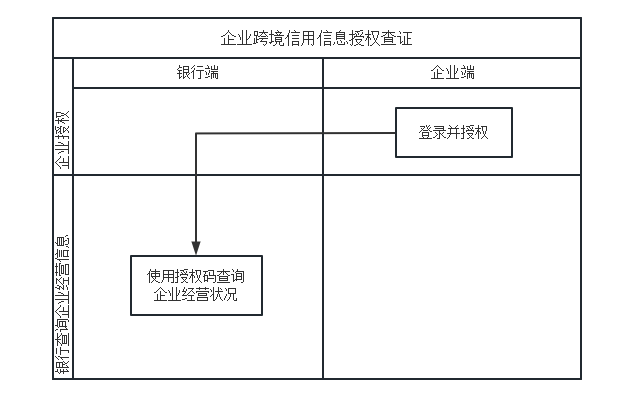 企业跨境信用信息授权查证
银行端
企业端
企业授权
登录并授权
银行查询企业经营信息
使用授权码查询
企业经营状况